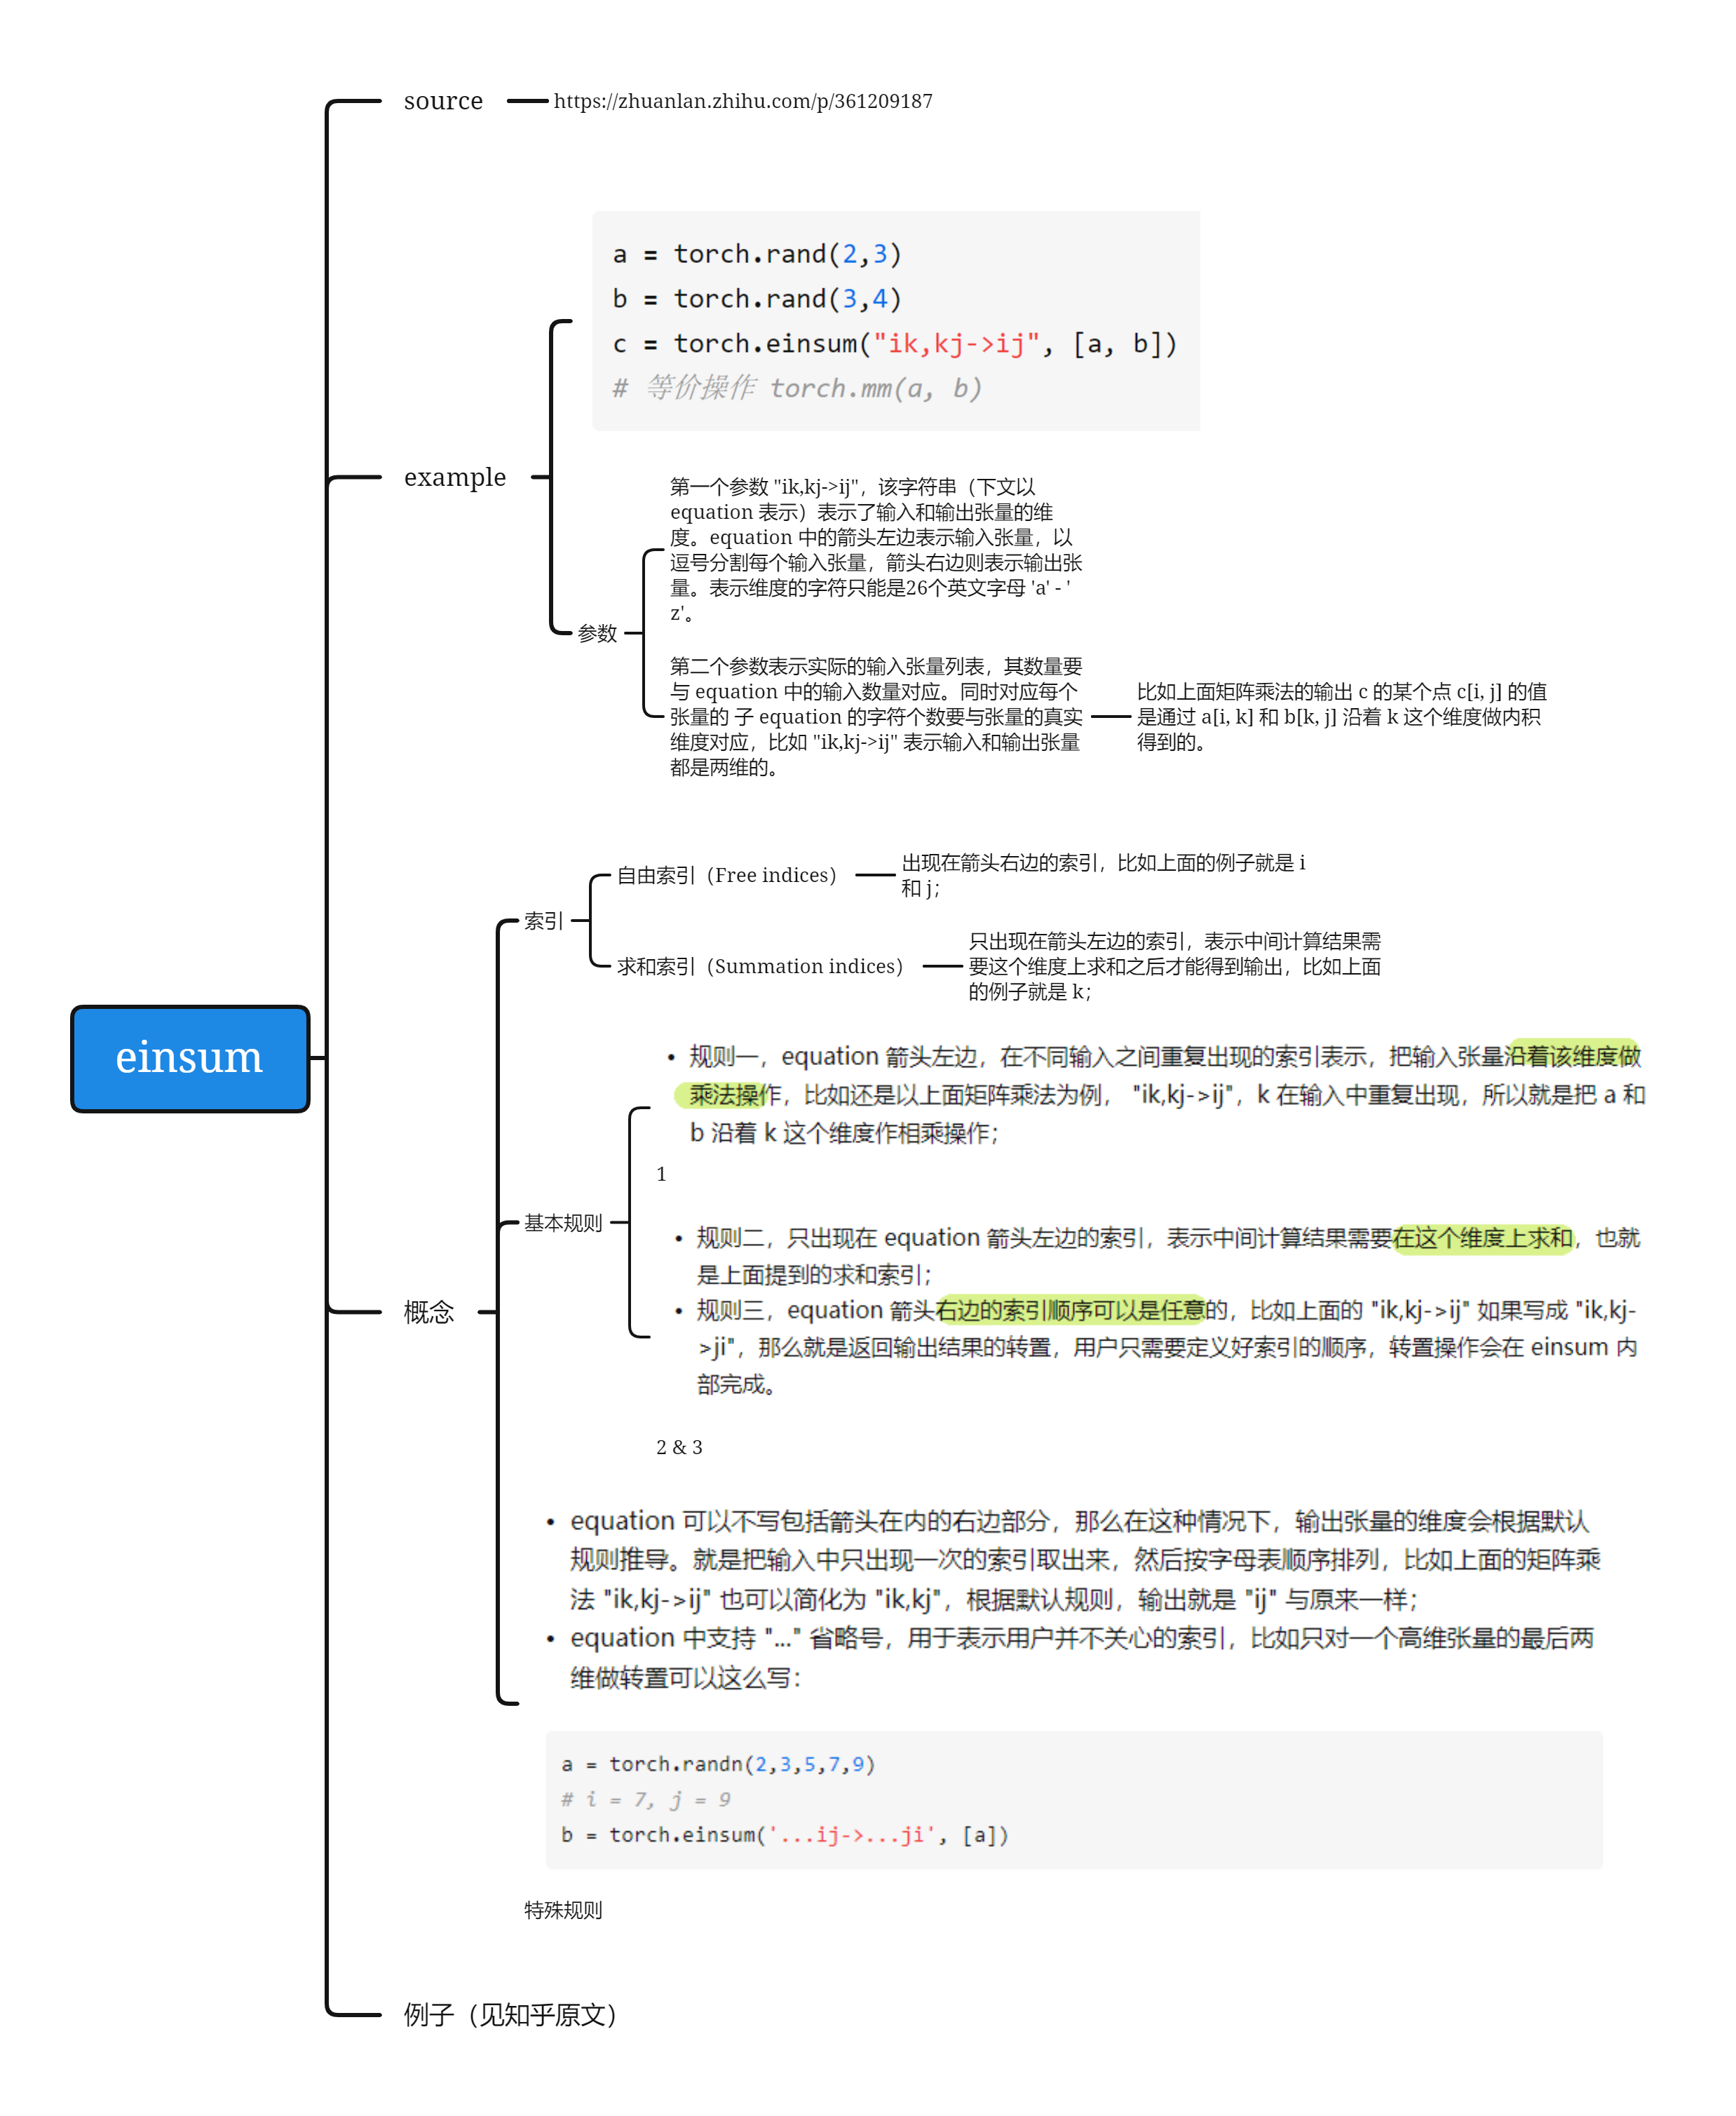 source
https://zhuanlan.zhihu.com/p/361209187
a = torch.rand(2,3)
b = torch.rand(3,4)
c = torch.einsum("ik,kj->ij", [a, b])
# 等价操作 torch.mm(a, b)
example
参数
第一个参数 "ik,kj->ij"，该字符串（下文以
equation 表示）表示了输入和输出张量的维
度。equation 中的箭头左边表示输入张量，以
逗号分割每个输入张量，箭头右边则表示输出张
量。表示维度的字符只能是26个英文字母 'a' - '
z'。
第二个参数表示实际的输入张量列表，其数量要
与 equation 中的输入数量对应。同时对应每个
张量的 子 equation 的字符个数要与张量的真实
维度对应，比如 "ik,kj->ij" 表示输入和输出张量
都是两维的。
比如上面矩阵乘法的输出 c 的某个点 c[i, j] 的值
是通过 a[i, k] 和 b[k, j] 沿着 k 这个维度做内积
得到的。
einsum
概念
索引
自由索引（Free indices）
出现在箭头右边的索引，比如上面的例子就是 i
和 j；
求和索引（Summation indices）
只出现在箭头左边的索引，表示中间计算结果需
要这个维度上求和之后才能得到输出，比如上面
的例子就是 k；
基本规则
• 规则一，equation 箭头左边，在不同输入之间重复出现的索引表示，把输入张量沿着该维度做
乘法操作，比如还是以上面矩阵乘法为例， "ik,kj->ij"，k 在输入中重复出现，所以就是把 a 和
b 沿着 k 这个维度作相乘操作；
1
• 规则二，只出现在 equation 箭头左边的索引，表示中间计算结果需要在这个维度上求和，也就
是上面提到的求和索引；
• 规则三，equation 箭头右边的索引顺序可以是任意的，比如上面的 "ik,kj->ij" 如果写成 "ik,kj-
>ji"，那么就是返回输出结果的转置，用户只需要定义好索引的顺序，转置操作会在 einsum 内
部完成。
2 & 3
• equation 可以不写包括箭头在内的右边部分，那么在这种情况下，输出张量的维度会根据默认
规则推导。就是把输入中只出现一次的索引取出来，然后按字母表顺序排列，比如上面的矩阵乘
法 "ik,kj->ij" 也可以简化为 "ik,kj"，根据默认规则，输出就是 "ij" 与原来一样；
• equation 中支持 "..." 省略号，用于表示用户并不关心的索引，比如只对一个高维张量的最后两
维做转置可以这么写：
a = torch.randn(2,3,5,7,9)
# i = 7, j = 9
b = torch.einsum('...ij->...ji', [a])
特殊规则
例子（见知乎原文）